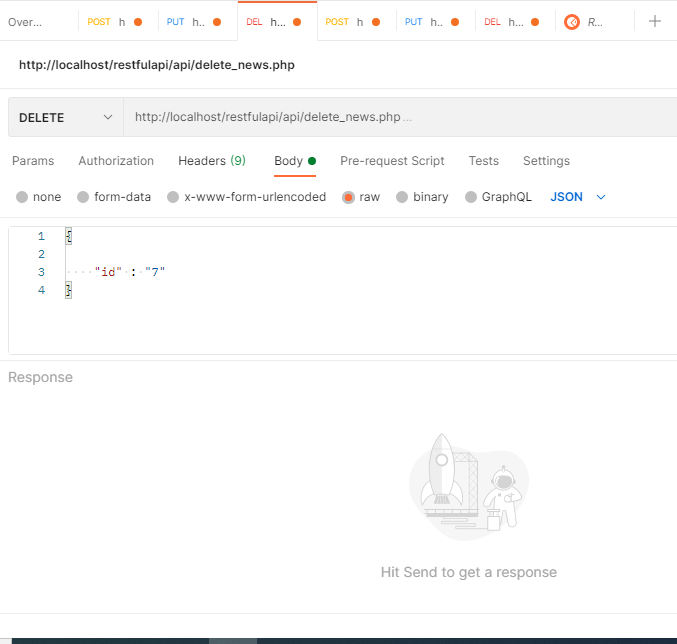 Over... POST h PUT h.. DEL h... POST h PUT h.. DEL h... R...
http://localhost/restfulapi/api/delete_news.php
DELETE http://localhost/restfulapi/api/delete_news.php ...
Params Authorization Headers (9) Body Pre-request Script Tests Settings
none form-data x-www-form-urlencoded raw binary GraphQL JSON
1 {
2
3 ····"id"·:·"7"
4 }
Response
Hit Send to get a response